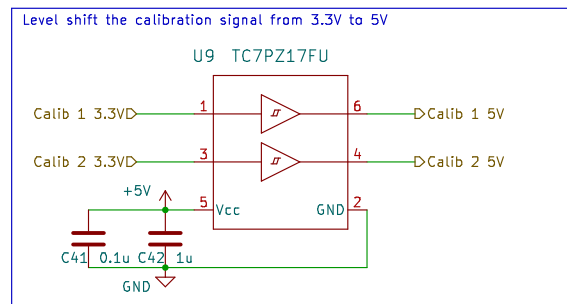 Level shift the calibration signal from 3.3V to 5V
U9 TC7PZ17FU
Calib 1 3.3V 1 6 Calib 1 5V
Calib 2 3.3V 3 4 Calib 2 5V
+5V 5 Vcc GND 2
C41 0.1u C42 1u
GND